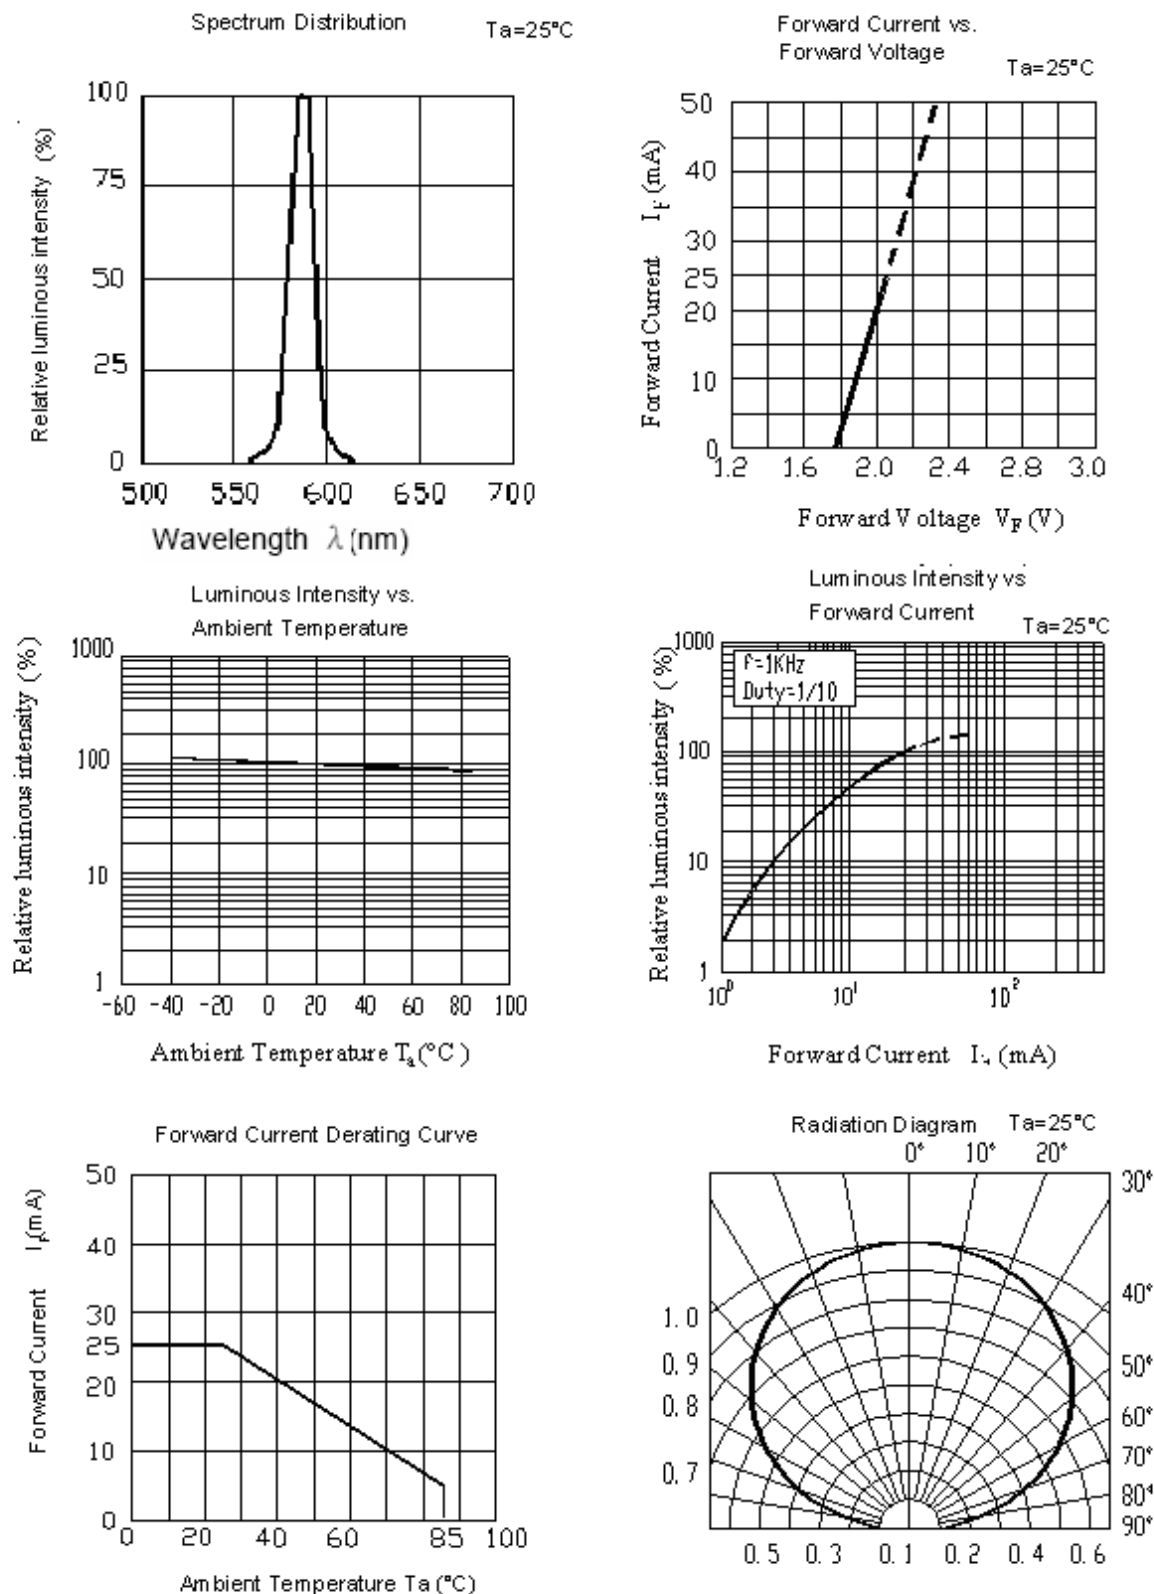 Spectrum Distribution
Ta=25°C
100
75
50
25
0
500 550 600 650 700
Relative luminous intensity (%)
Wavelength λ (nm)
Forward Current vs.
Forward Voltage
Ta=25°C
50
40
30
25
20
10
0
1.2 1.6 2.0 2.4 2.8 3.0
Forward Current IF (mA)
Forward Voltage VF (V)
Luminous Intensity vs.
Ambient Temperature
1000
100
10
1
-60 -40 -20 0 20 40 60 80 100
Relative luminous intensity (%)
Ambient Temperature Ta (°C )
Luminous Intensity vs
Forward Current
Ta=25°C
f=1KHz
Duty=1/10
1000
100
10
1
10⁰ 10¹ 10²
Relative luminous intensity (%)
Forward Current (mA)
Forward Current Derating Curve
50
40
30
25
20
10
0
0 20 40 60 85 100
Forward Current IF(mA)
Ambient Temperature Ta (°C)
Radiation Diagram Ta=25°C
0° 10° 20°
30°
40°
50°
60°
70°
80°
90°
1.0
0.9
0.8
0.7
0.5 0.3 0.1 0.2 0.4 0.6